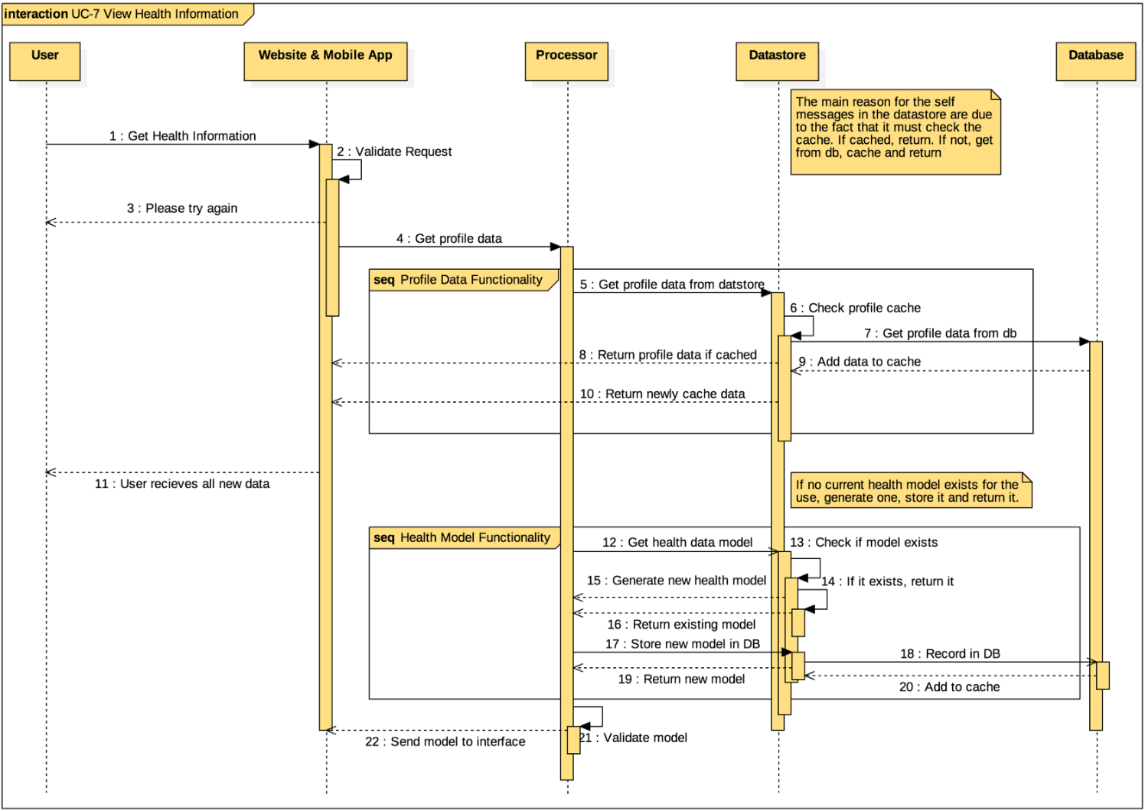 interaction UC-7 View Health Information
User
Website & Mobile App
Processor
Datastore
Database
The main reason for the self
messages in the datastore are due
to the fact that it must check the
cache. If cached, return. If not, get
from db, cache and return
1 : Get Health Information
2 : Validate Request
3 : Please try again
4 : Get profile data
seq Profile Data Functionality
5 : Get profile data from datstore
6 : Check profile cache
7 : Get profile data from db
8 : Return profile data if cached
9 : Add data to cache
10 : Return newly cache data
11 : User recieves all new data
If no current health model exists for the
use, generate one, store it and return it.
seq Health Model Functionality
12 : Get health data model
13 : Check if model exists
15 : Generate new health model
14 : If it exists, return it
16 : Return existing model
17 : Store new model in DB
18 : Record in DB
19 : Return new model
20 : Add to cache
21 : Validate model
22 : Send model to interface